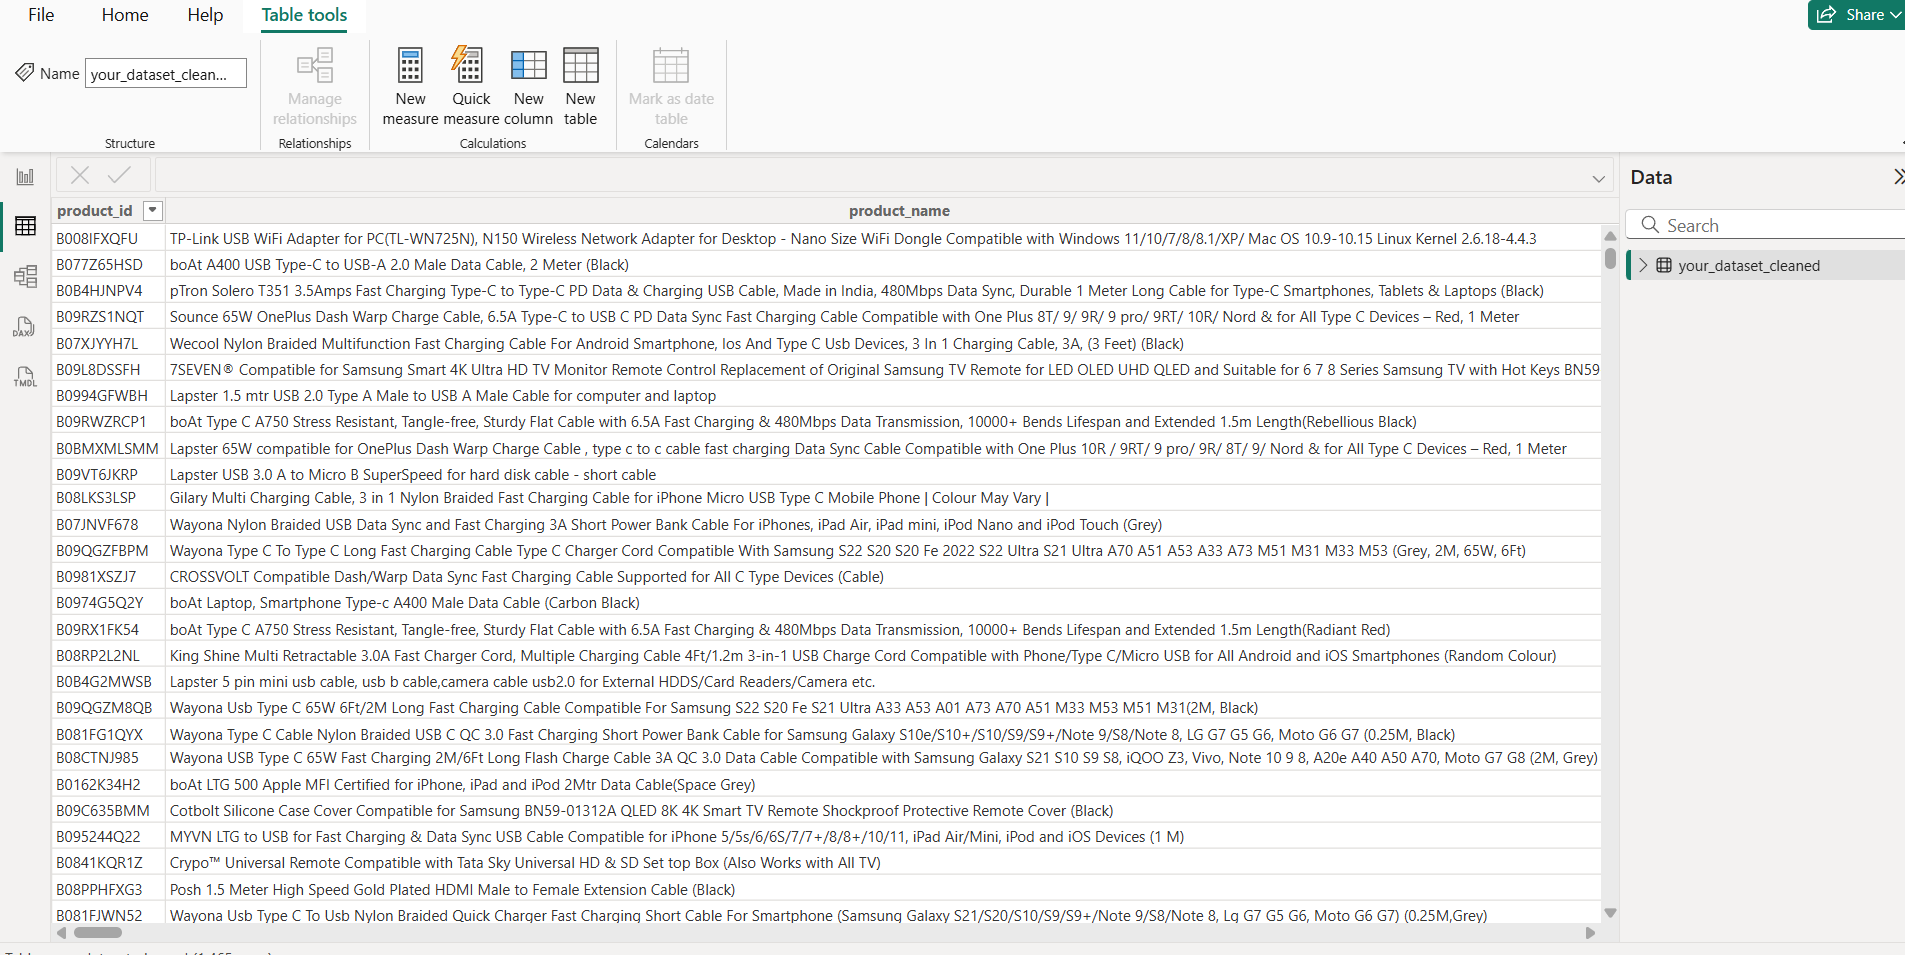 File Home Help Table tools Share
Name your_dataset_clean...
Manage relationships
New measure
Quick measure
New column
New table
Mark as date table
Structure Relationships Calculations Calendars
product_id product_name
B008IFXQFU TP-Link USB WiFi Adapter for PC(TL-WN725N), N150 Wireless Network Adapter for Desktop - Nano Size WiFi Dongle Compatible with Windows 11/10/7/8/8.1/XP/ Mac OS 10.9-10.15 Linux Kernel 2.6.18-4.4.3
B077Z65HSD boAt A400 USB Type-C to USB-A 2.0 Male Data Cable, 2 Meter (Black)
B0B4HJNPV4 pTron Solero T351 3.5Amps Fast Charging Type-C to Type-C PD Data & Charging USB Cable, Made in India, 480Mbps Data Sync, Durable 1 Meter Long Cable for Type-C Smartphones, Tablets & Laptops (Black)
B09RZS1NQT Sounce 65W OnePlus Dash Warp Charge Cable, 6.5A Type-C to USB C PD Data Sync Fast Charging Cable Compatible with One Plus 8T/ 9/ 9R/ 9 pro/ 9RT/ 10R/ Nord & for All Type C Devices – Red, 1 Meter
B07XJYYH7L Wecool Nylon Braided Multifunction Fast Charging Cable For Android Smartphone, Ios And Type C Usb Devices, 3 In 1 Charging Cable, 3A, (3 Feet) (Black)
B09L8DSSFH 7SEVEN® Compatible for Samsung Smart 4K Ultra HD TV Monitor Remote Control Replacement of Original Samsung TV Remote for LED OLED UHD QLED and Suitable for 6 7 8 Series Samsung TV with Hot Keys BN59
B0994GFWBH Lapster 1.5 mtr USB 2.0 Type A Male to USB A Male Cable for computer and laptop
B09RWZRCP1 boAt Type C A750 Stress Resistant, Tangle-free, Sturdy Flat Cable with 6.5A Fast Charging & 480Mbps Data Transmission, 10000+ Bends Lifespan and Extended 1.5m Length(Rebellious Black)
B0BMXMLSMM Lapster 65W compatible for OnePlus Dash Warp Charge Cable , type c to c cable fast charging Data Sync Cable Compatible with One Plus 10R / 9RT/ 9 pro/ 9R/ 8T/ 9/ Nord & for All Type C Devices – Red, 1 Meter
B09VT6JKRP Lapster USB 3.0 A to Micro B SuperSpeed for hard disk cable - short cable
B08LKS3LSP Gilary Multi Charging Cable, 3 in 1 Nylon Braided Fast Charging Cable for iPhone Micro USB Type C Mobile Phone | Colour May Vary |
B07JNVF678 Wayona Nylon Braided USB Data Sync and Fast Charging 3A Short Power Bank Cable For iPhones, iPad Air, iPad mini, iPod Nano and iPod Touch (Grey)
B09QGZFBPM Wayona Type C To Type C Long Fast Charging Cable Type C Charger Cord Compatible With Samsung S22 S20 S20 Fe 2022 S22 Ultra S21 Ultra A70 A51 A53 A33 A73 M51 M31 M33 M53 (Grey, 2M, 65W, 6Ft)
B0981XSZJ7 CROSSVOLT Compatible Dash/Warp Data Sync Fast Charging Cable Supported for All C Type Devices (Cable)
B0974G5Q2Y boAt Laptop, Smartphone Type-c A400 Male Data Cable (Carbon Black)
B09RX1FK54 boAt Type C A750 Stress Resistant, Tangle-free, Sturdy Flat Cable with 6.5A Fast Charging & 480Mbps Data Transmission, 10000+ Bends Lifespan and Extended 1.5m Length(Radiant Red)
B08RP2L2NL King Shine Multi Retractable 3.0A Fast Charger Cord, Multiple Charging Cable 4Ft/1.2m 3-in-1 USB Charge Cord Compatible with Phone/Type C/Micro USB for All Android and iOS Smartphones (Random Colour)
B0B4G2MWSB Lapster 5 pin mini usb cable, usb b cable,camera cable usb2.0 for External HDDS/Card Readers/Camera etc.
B09QGZM8QB Wayona Usb Type C 65W 6Ft/2M Long Fast Charging Cable Compatible For Samsung S22 S20 Fe S21 Ultra A33 A53 A01 A73 A70 A51 M33 M53 M51 M31(2M, Black)
B081FG1QYX Wayona Type C Cable Nylon Braided USB C QC 3.0 Fast Charging Short Power Bank Cable for Samsung Galaxy S10e/S10+/S10/S9/S9+/Note 9/S8/Note 8, LG G7 G5 G6, Moto G6 G7 (0.25M, Black)
B08CTNJ985 Wayona USB Type C 65W Fast Charging 2M/6Ft Long Flash Charge Cable 3A QC 3.0 Data Cable Compatible with Samsung Galaxy S21 S10 S9 S8, iQOO Z3, Vivo, Note 10 9 8, A20e A40 A50 A70, Moto G7 G8 (2M, Grey)
B0162K34H2 boAt LTG 500 Apple MFI Certified for iPhone, iPad and iPod 2Mtr Data Cable(Space Grey)
B09C635BMM Cotbolt Silicone Case Cover Compatible for Samsung BN59-01312A QLED 8K 4K Smart TV Remote Shockproof Protective Remote Cover (Black)
B095244Q22 MYVN LTG to USB for Fast Charging & Data Sync USB Cable Compatible for iPhone 5/5s/6/6S/7/7+/8/8+/10/11, iPad Air/Mini, iPod and iOS Devices (1 M)
B0841KQR1Z Crypo™ Universal Remote Compatible with Tata Sky Universal HD & SD Set top Box (Also Works with All TV)
B08PPHFXG3 Posh 1.5 Meter High Speed Gold Plated HDMI Male to Female Extension Cable (Black)
B081FJWN52 Wayona Usb Type C To Usb Nylon Braided Quick Charger Fast Charging Short Cable For Smartphone (Samsung Galaxy S21/S20/S10/S9/S9+/Note 9/S8/Note 8, Lg G7 G5 G6, Moto G6 G7) (0.25M,Grey)
DAX
TMDL
Data
Search
your_dataset_cleaned